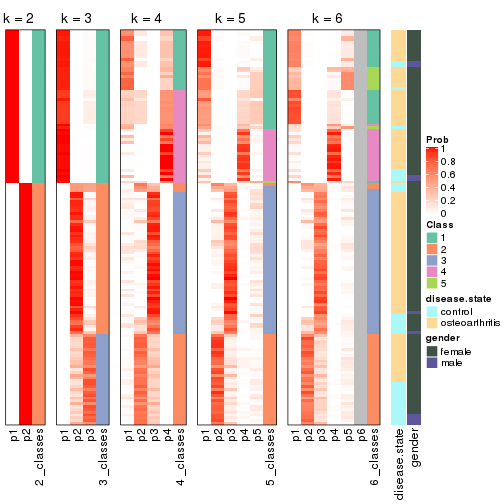 k = 2
k = 3
k = 4
k = 5
k = 6
p1
p2
2_classes
p1
p2
p3
3_classes
p1
p2
p3
p4
4_classes
p1
p2
p3
p4
p5
5_classes
p1
p2
p3
p4
p5
p6
6_classes
disease.state
gender
Prob
1
0.8
0.6
0.4
0.2
0
Class
1
2
3
4
5
disease.state
control
osteoarthritis
gender
female
male